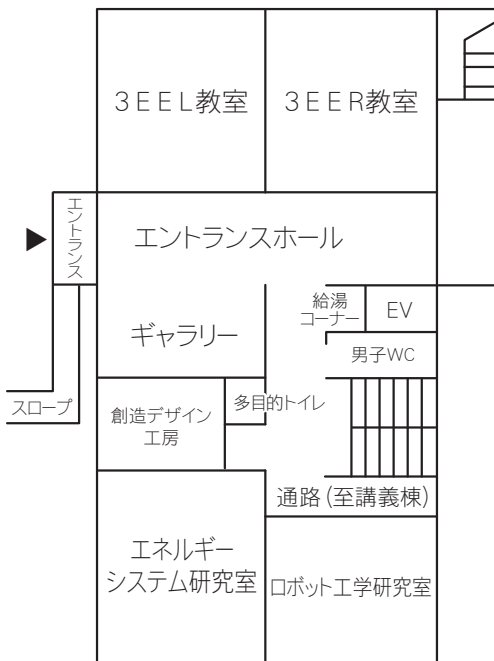 3EEL教室
3EER教室
エントランス
エントランスホール
ギャラリー
給湯
コーナー
EV
男子WC
スロープ
創造デザイン
工房
多目的トイレ
通路(至講義棟)
エネルギー
システム研究室
ロボット工学研究室